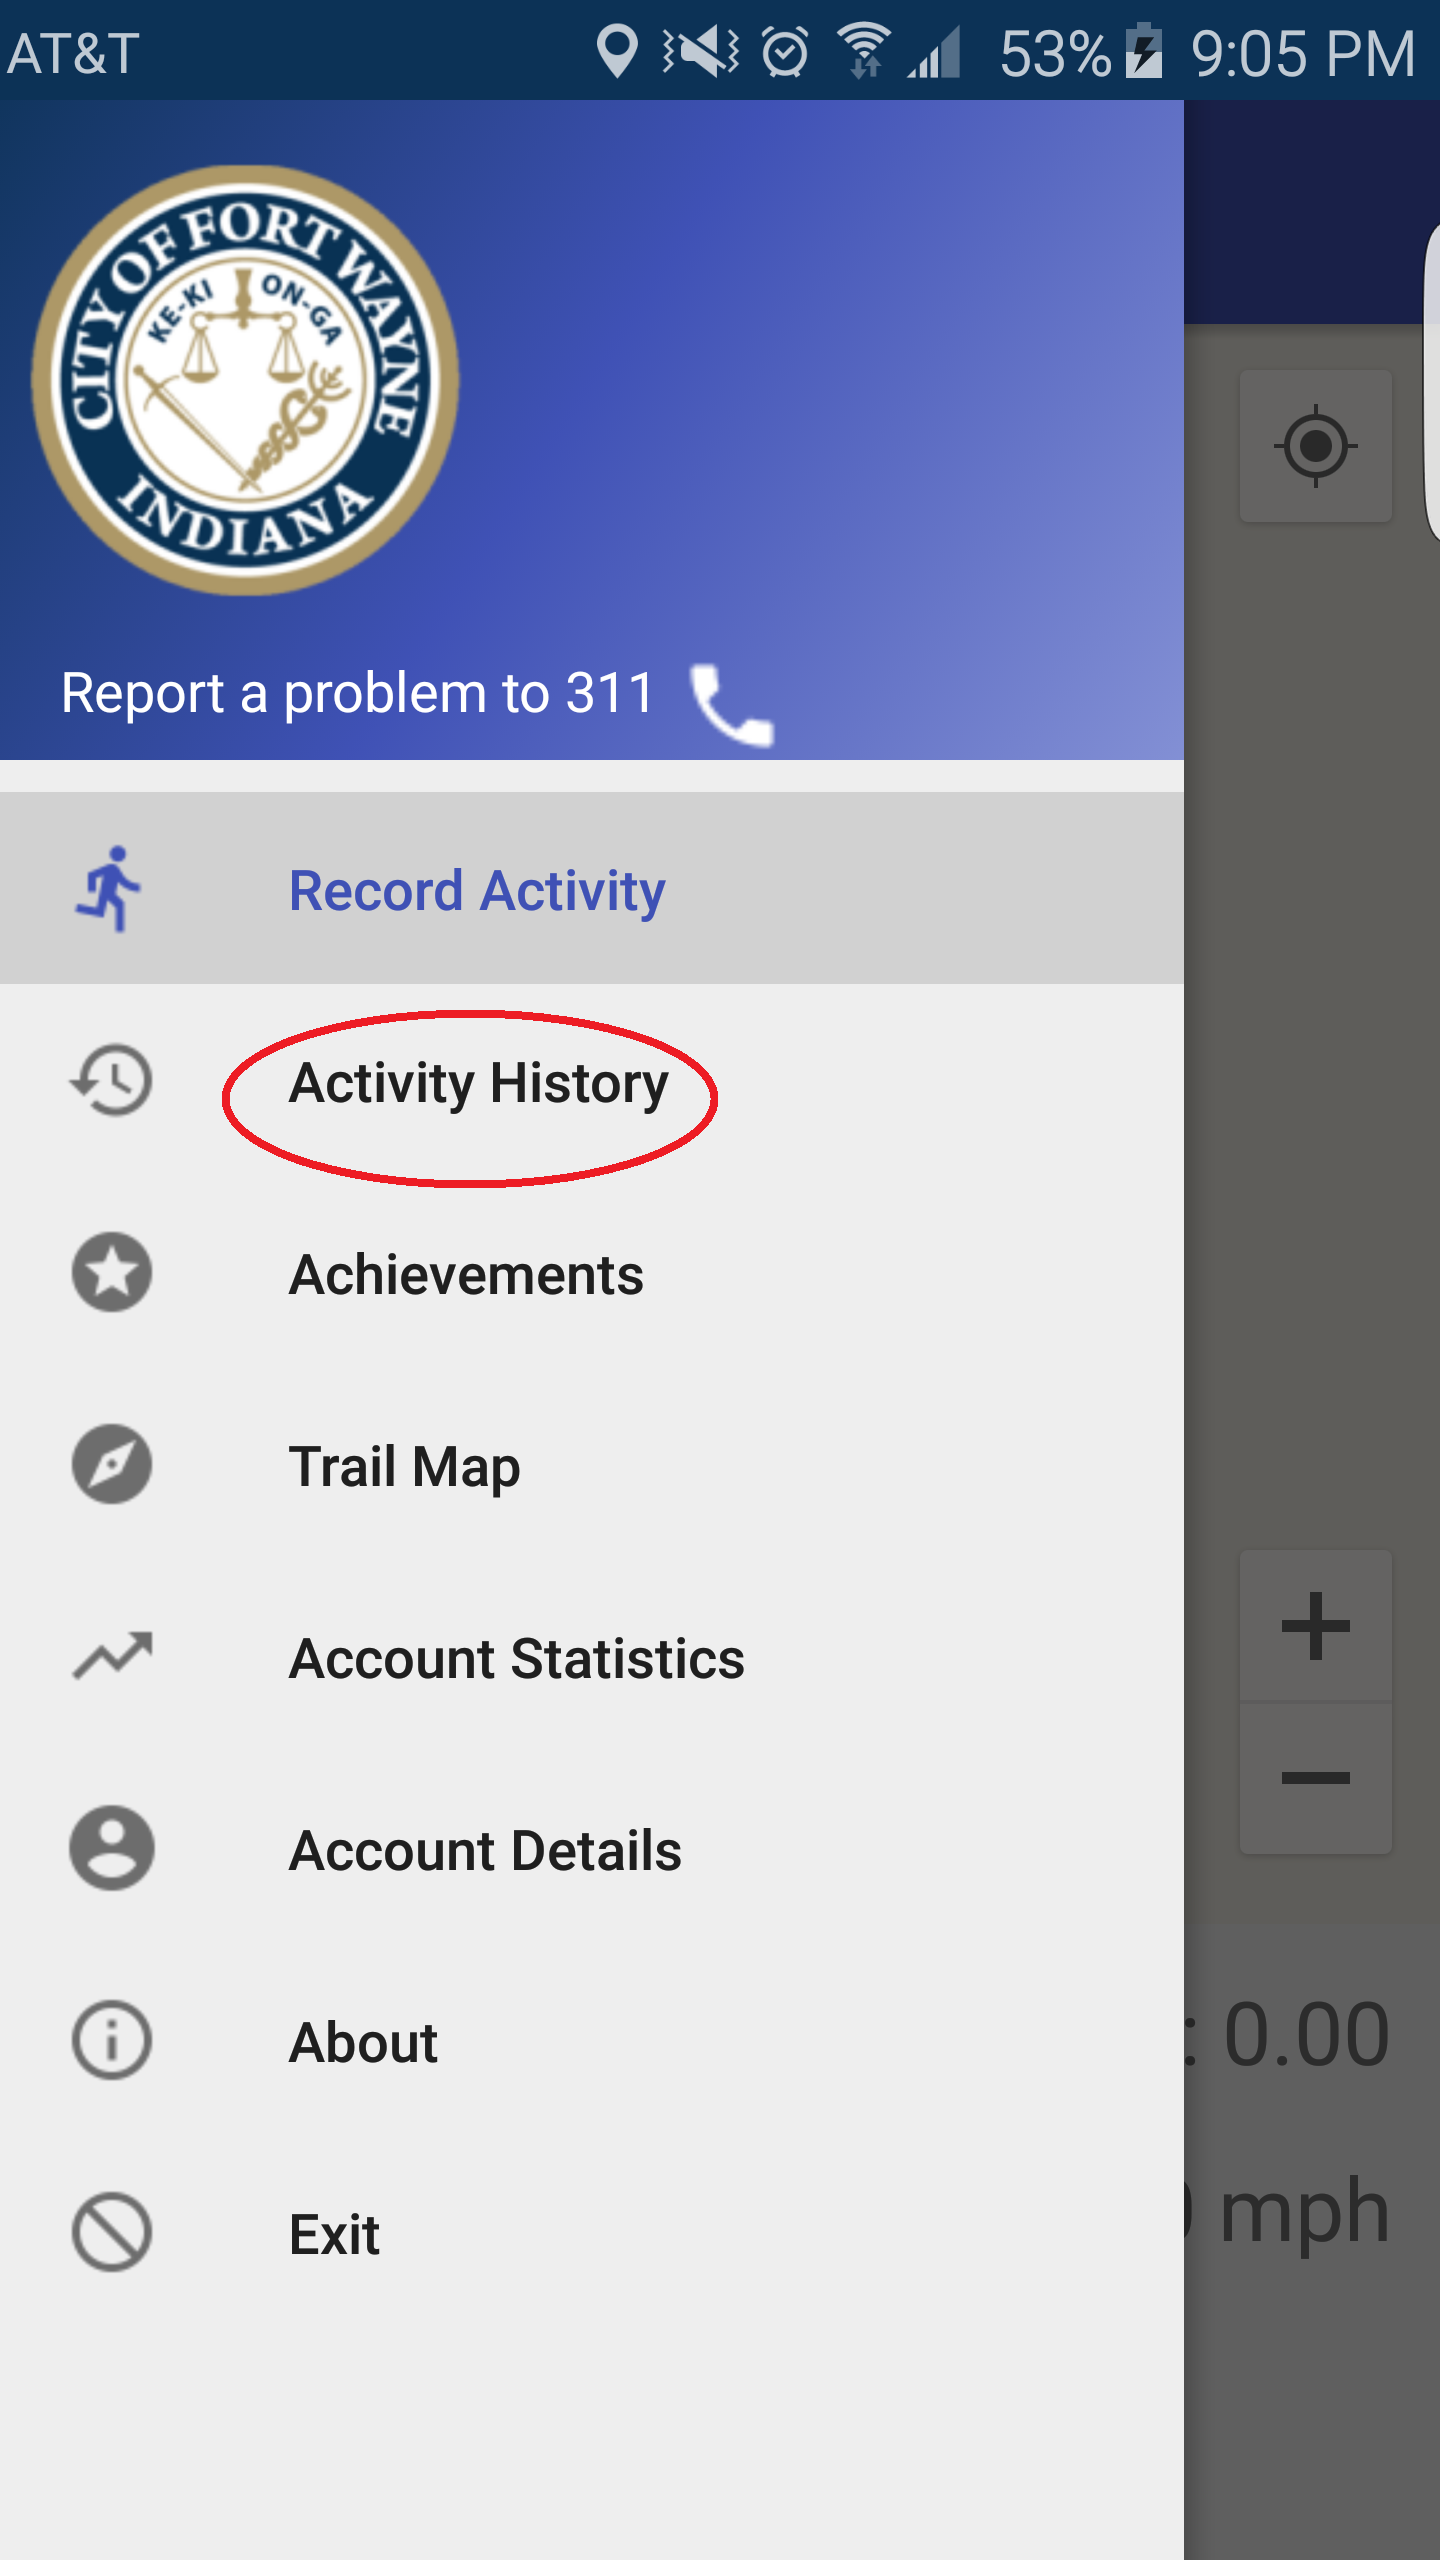 AT&T 53% 9:05 PM
CITY OF FORT WAYNE
KE-KI ON-GA
INDIANA
Report a problem to 311
Record Activity
Activity History
Achievements
Trail Map
Account Statistics
Account Details
About
: 0.00
mph
Exit